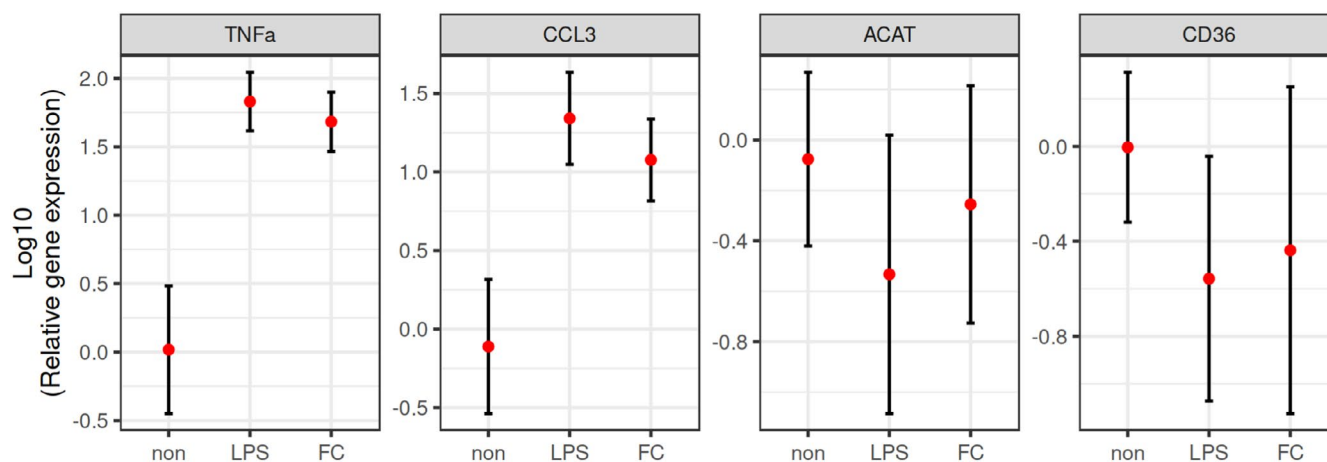 TNFa
CCL3
ACAT
CD36
Log10
(Relative gene expression)
2.0
1.5
1.0
0.5
0.0
-0.5
non LPS FC
1.5
1.0
0.5
0.0
-0.5
non LPS FC
0.0
-0.4
-0.8
non LPS FC
0.0
-0.4
-0.8
non LPS FC